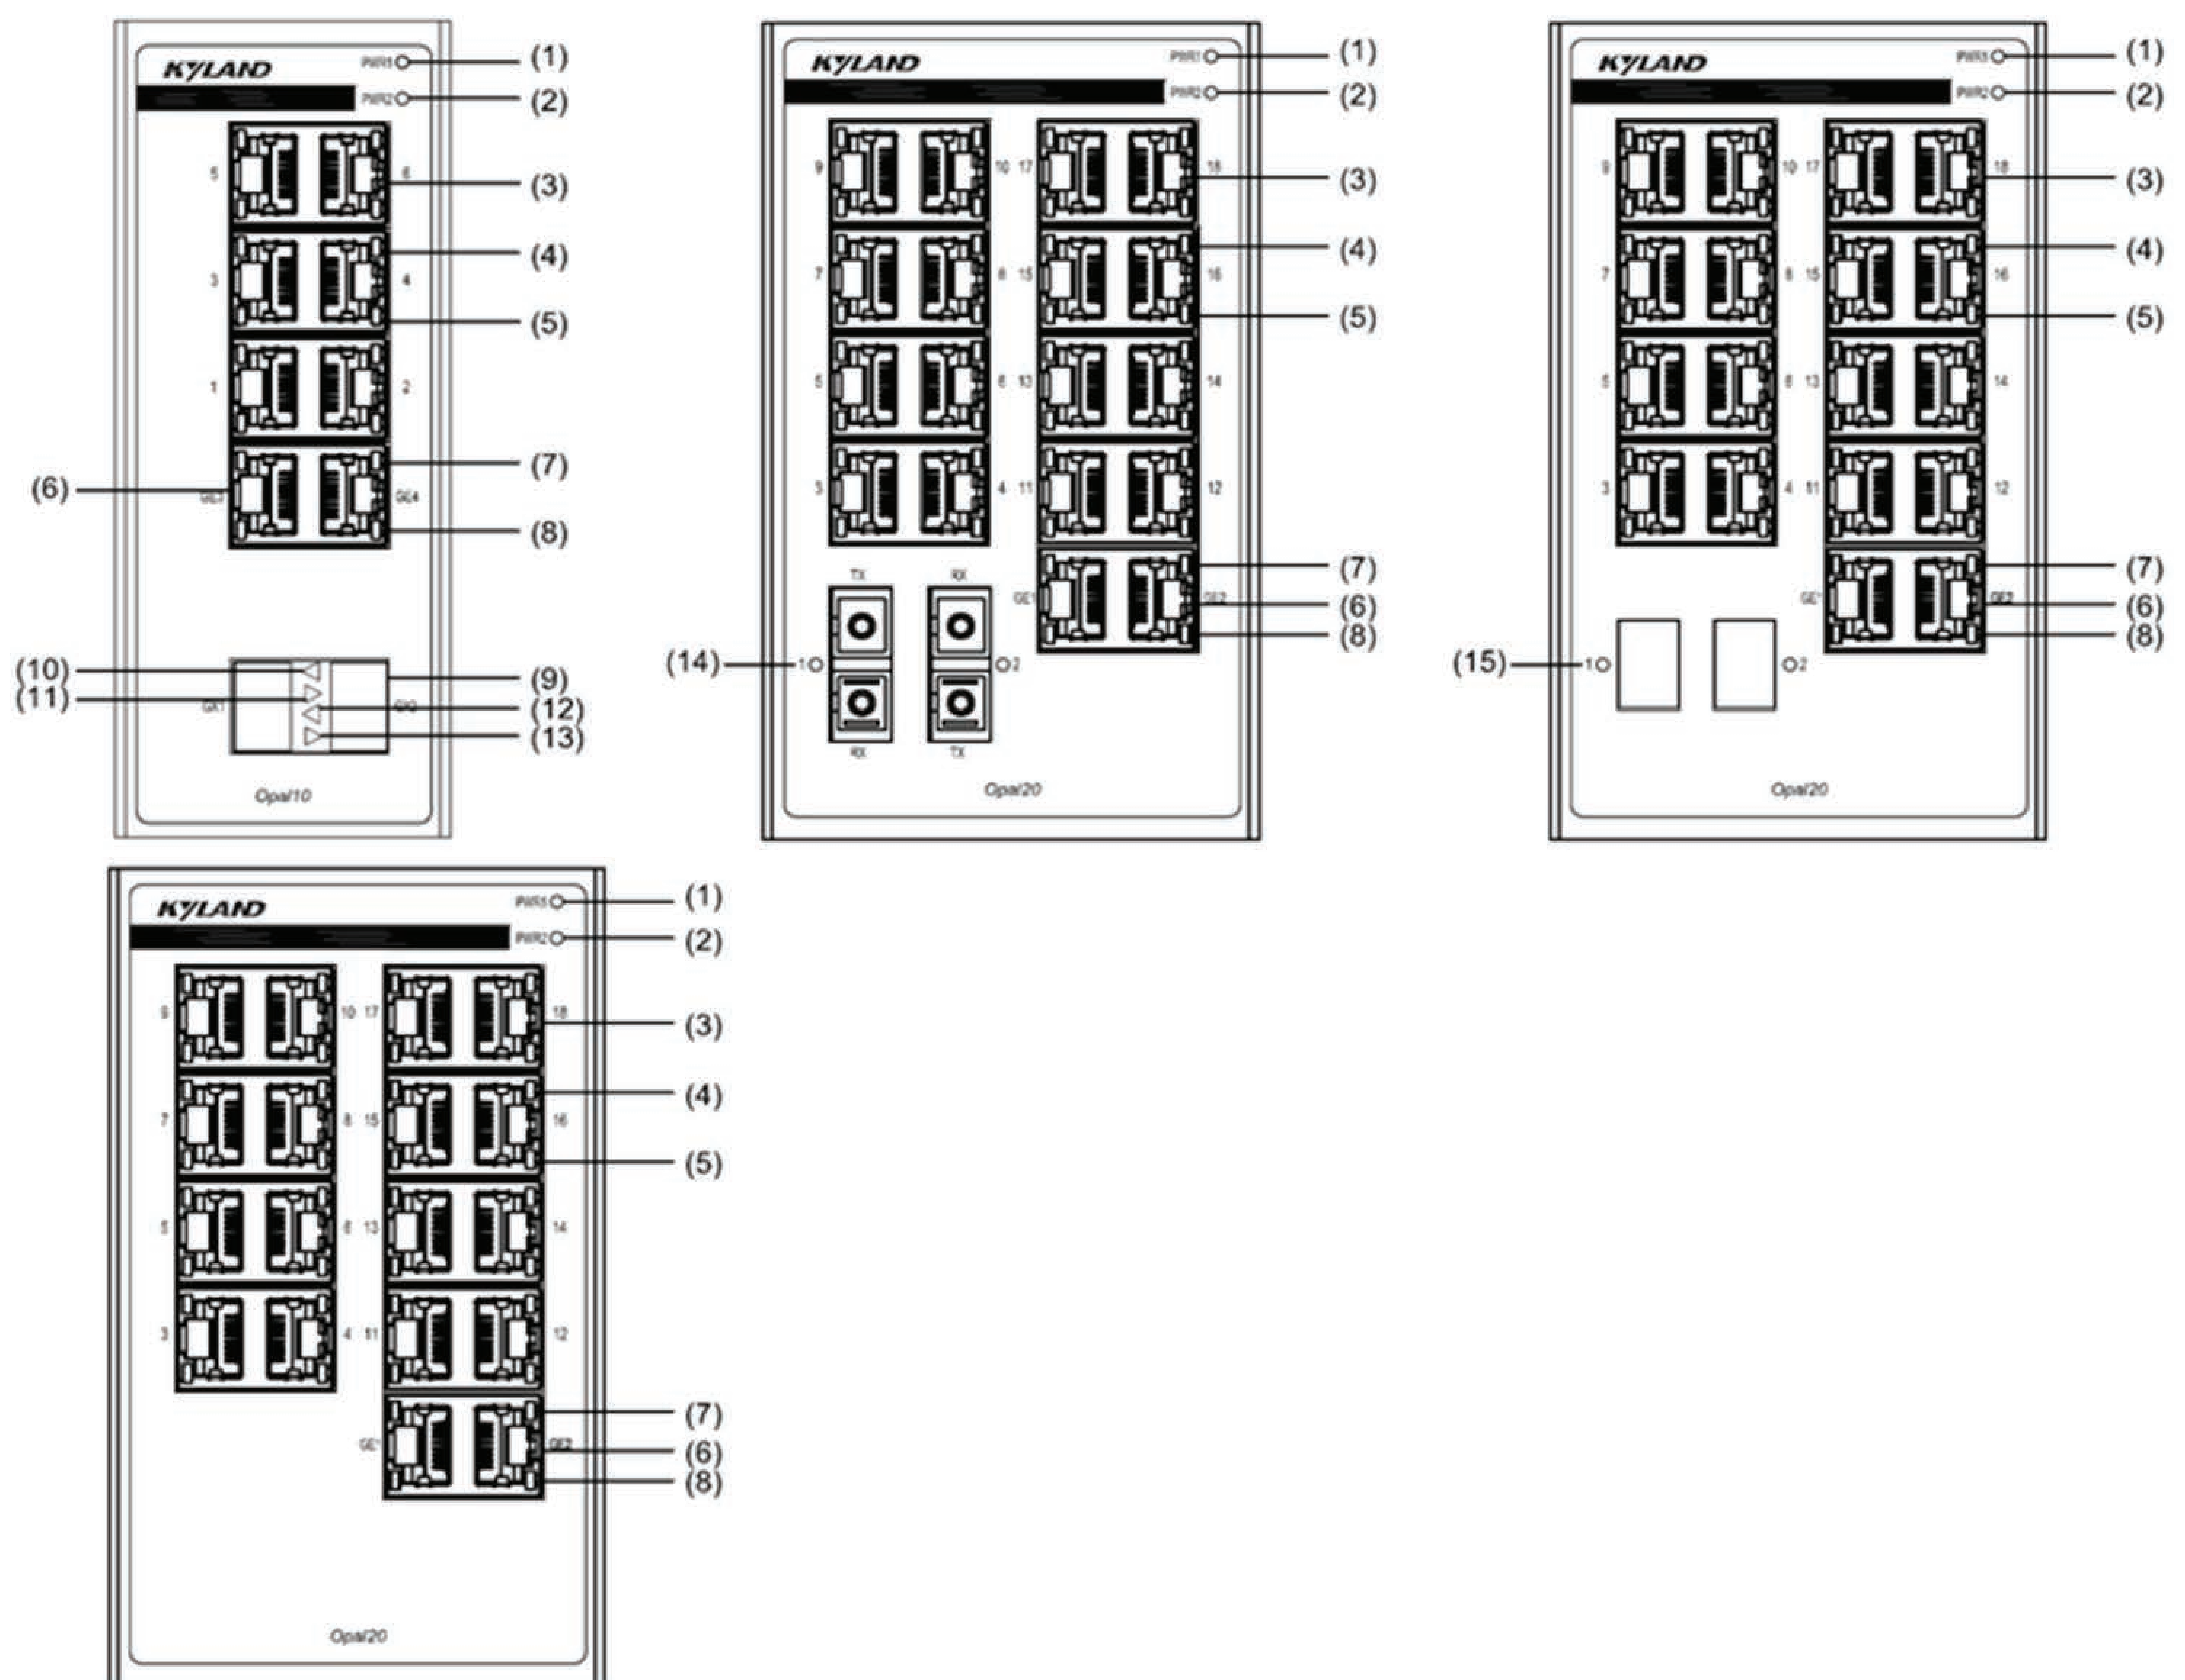 KYLAND PWR1 (1)
PWR2 (2)
5 6 (3)
(4)
3 4
(5)
1 2
(7)
(6) GE3 GE4
(8)
(10) (9)
(11) GX1 GX2 (12)
(13)
Opal10
KYLAND PWR1 (1)
PWR2 (2)
9 10 17 18 (3)
(4)
7 8 15 16
(5)
5 6 13 14
3 4 11 12
(7)
TX RX
GE1 GE2 (6)
(8)
(14) 1 2
RX TX
Opal20
KYLAND PWR1 (1)
PWR2 (2)
9 10 17 18 (3)
(4)
7 8 15 16
(5)
5 6 13 14
3 4 11 12
(7)
GE1 GE2 (6)
(8)
(15) 1 2
Opal20
KYLAND PWR1 (1)
PWR2 (2)
9 10 17 18 (3)
(4)
7 8 15 16
(5)
5 6 13 14
3 4 11 12
(7)
GE1 GE2 (6)
(8)
Opal20